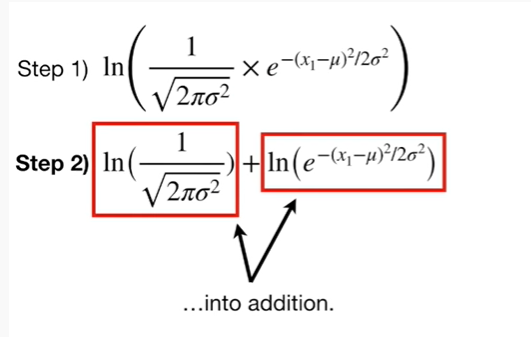 Step 1) ln(1/√(2πσ²) × e^(−(x₁−μ)²/2σ²))
Step 2) ln(1/√(2πσ²)) + ln(e^(−(x₁−μ)²/2σ²))
...into addition.